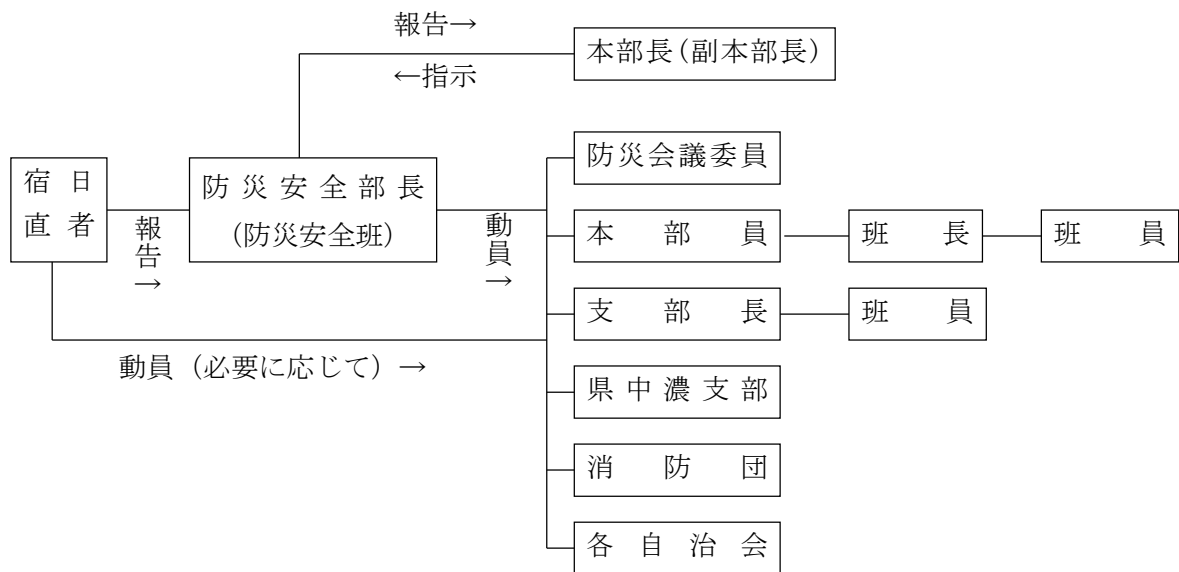 報告→
本部長（副本部長）
←指示
宿日
直者
報告→
防災安全部長
（防災安全班）
動員→
防災会議委員
本部員
班長
班員
支部長
班員
動員（必要に応じて）→
県中濃支部
消防団
各自治会